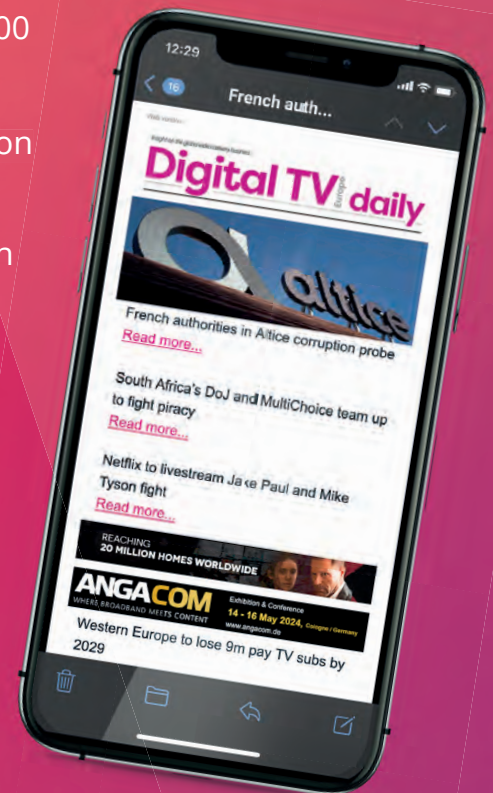 00
on
n
12:29
16
French auth...
Digital TV Europe daily
altice
French authorities in Altice corruption probe
Read more...
South Africa's DoJ and MultiChoice team up
to fight piracy
Read more...
Netflix to livestream Jake Paul and Mike
Tyson fight
Read more...
REACHING
20 MILLION HOMES WORLDWIDE
ANGACOM
WHERE BROADBAND MEETS CONTENT
Exhibition & Conference
14 - 16 May 2024, Cologne / Germany
www.angacom.de
Western Europe to lose 9m pay TV subs by
2029